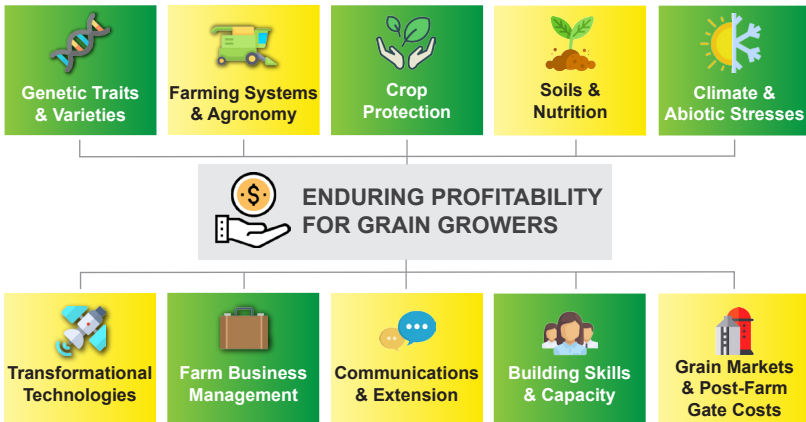 Genetic Traits
& Varieties
Farming Systems
& Agronomy
Crop
Protection
Soils &
Nutrition
Climate &
Abiotic Stresses
$
ENDURING PROFITABILITY
FOR GRAIN GROWERS
Transformational
Technologies
Farm Business
Management
Communications
& Extension
Building Skills
& Capacity
Grain Markets
& Post-Farm
Gate Costs